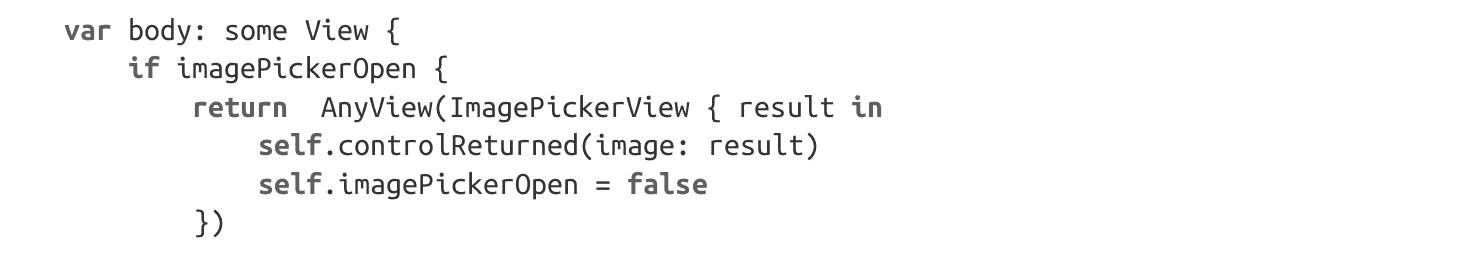 var body: some View {
    if imagePickerOpen {
        return  AnyView(ImagePickerView { result in
            self.controlReturned(image: result)
            self.imagePickerOpen = false
        })